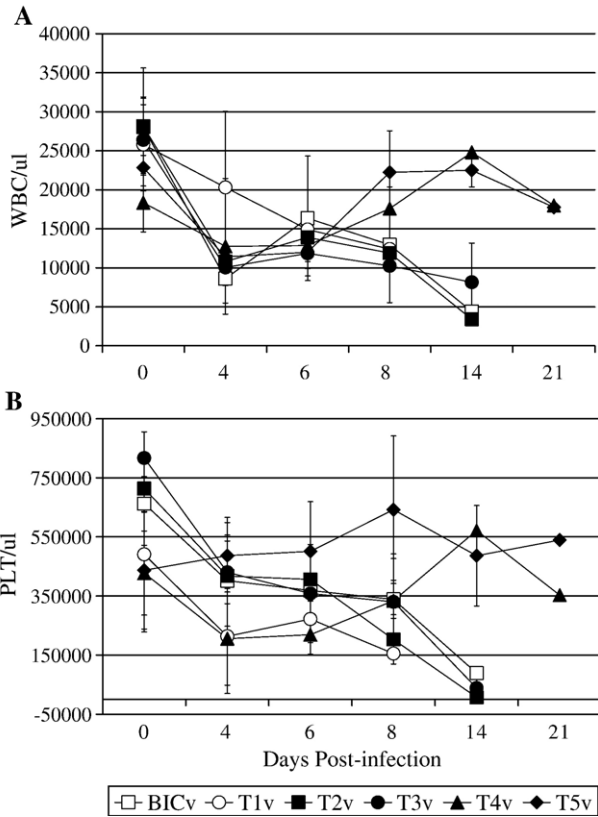 A
WBC/ul
40000
35000
30000
25000
20000
15000
10000
5000
0
0 4 6 8 14 21
B
PLT/ul
950000
750000
550000
350000
150000
-50000
0 4 6 8 14 21
Days Post-infection
BICv T1v T2v T3v T4v T5v